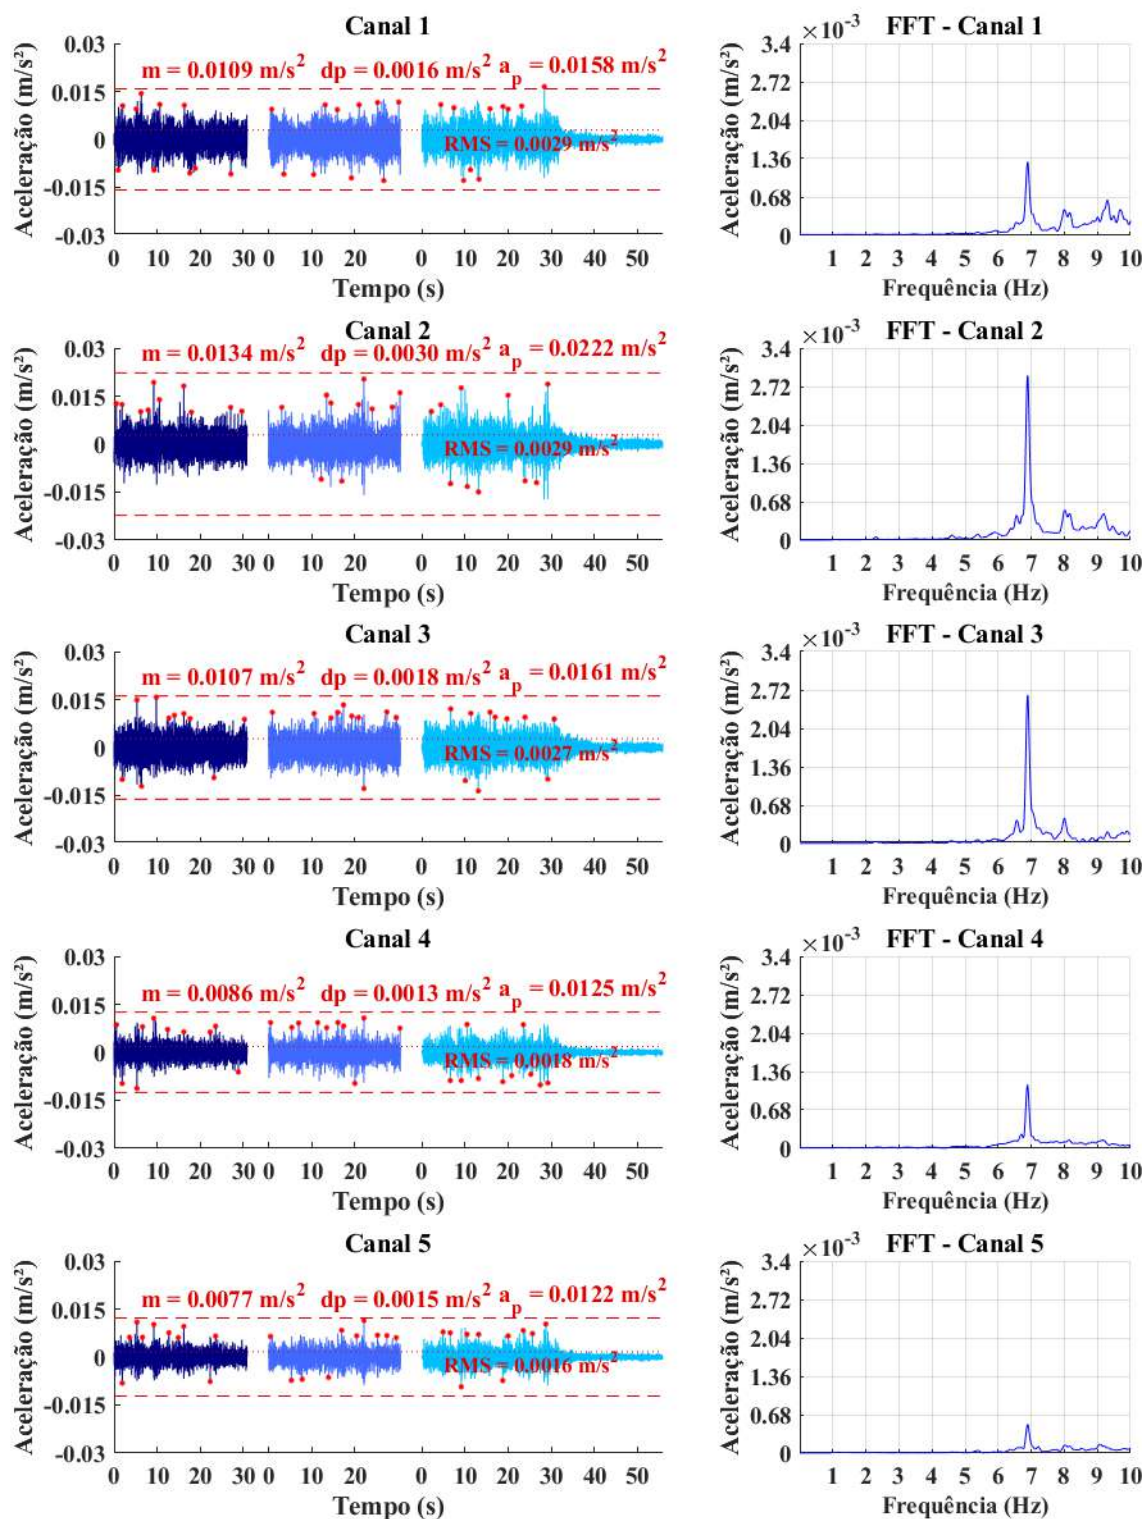 Canal 1
FFT - Canal 1
×10⁻³
0.03
0.015
0
-0.015
-0.03
Aceleração (m/s²)
m = 0.0109 m/s² dp = 0.0016 m/s² aₚ = 0.0158 m/s²
RMS = 0.0029 m/s²
0 10 20 30 0 10 20 0 10 20 30 40 50
Tempo (s)
3.4
2.72
2.04
1.36
0.68
0
Aceleração (m/s²)
1 2 3 4 5 6 7 8 9 10
Frequência (Hz)
Canal 2
FFT - Canal 2
×10⁻³
0.03
0.015
0
-0.015
-0.03
Aceleração (m/s²)
m = 0.0134 m/s² dp = 0.0030 m/s² aₚ = 0.0222 m/s²
RMS = 0.0029 m/s²
0 10 20 30 0 10 20 0 10 20 30 40 50
Tempo (s)
3.4
2.72
2.04
1.36
0.68
0
Aceleração (m/s²)
1 2 3 4 5 6 7 8 9 10
Frequência (Hz)
Canal 3
FFT - Canal 3
×10⁻³
0.03
0.015
0
-0.015
-0.03
Aceleração (m/s²)
m = 0.0107 m/s² dp = 0.0018 m/s² aₚ = 0.0161 m/s²
RMS = 0.0027 m/s²
0 10 20 30 0 10 20 0 10 20 30 40 50
Tempo (s)
3.4
2.72
2.04
1.36
0.68
0
Aceleração (m/s²)
1 2 3 4 5 6 7 8 9 10
Frequência (Hz)
Canal 4
FFT - Canal 4
×10⁻³
0.03
0.015
0
-0.015
-0.03
Aceleração (m/s²)
m = 0.0086 m/s² dp = 0.0013 m/s² aₚ = 0.0125 m/s²
RMS = 0.0018 m/s²
0 10 20 30 0 10 20 0 10 20 30 40 50
Tempo (s)
3.4
2.72
2.04
1.36
0.68
0
Aceleração (m/s²)
1 2 3 4 5 6 7 8 9 10
Frequência (Hz)
Canal 5
FFT - Canal 5
×10⁻³
0.03
0.015
0
-0.015
-0.03
Aceleração (m/s²)
m = 0.0077 m/s² dp = 0.0015 m/s² aₚ = 0.0122 m/s²
RMS = 0.0016 m/s²
0 10 20 30 0 10 20 0 10 20 30 40 50
Tempo (s)
3.4
2.72
2.04
1.36
0.68
0
Aceleração (m/s²)
1 2 3 4 5 6 7 8 9 10
Frequência (Hz)